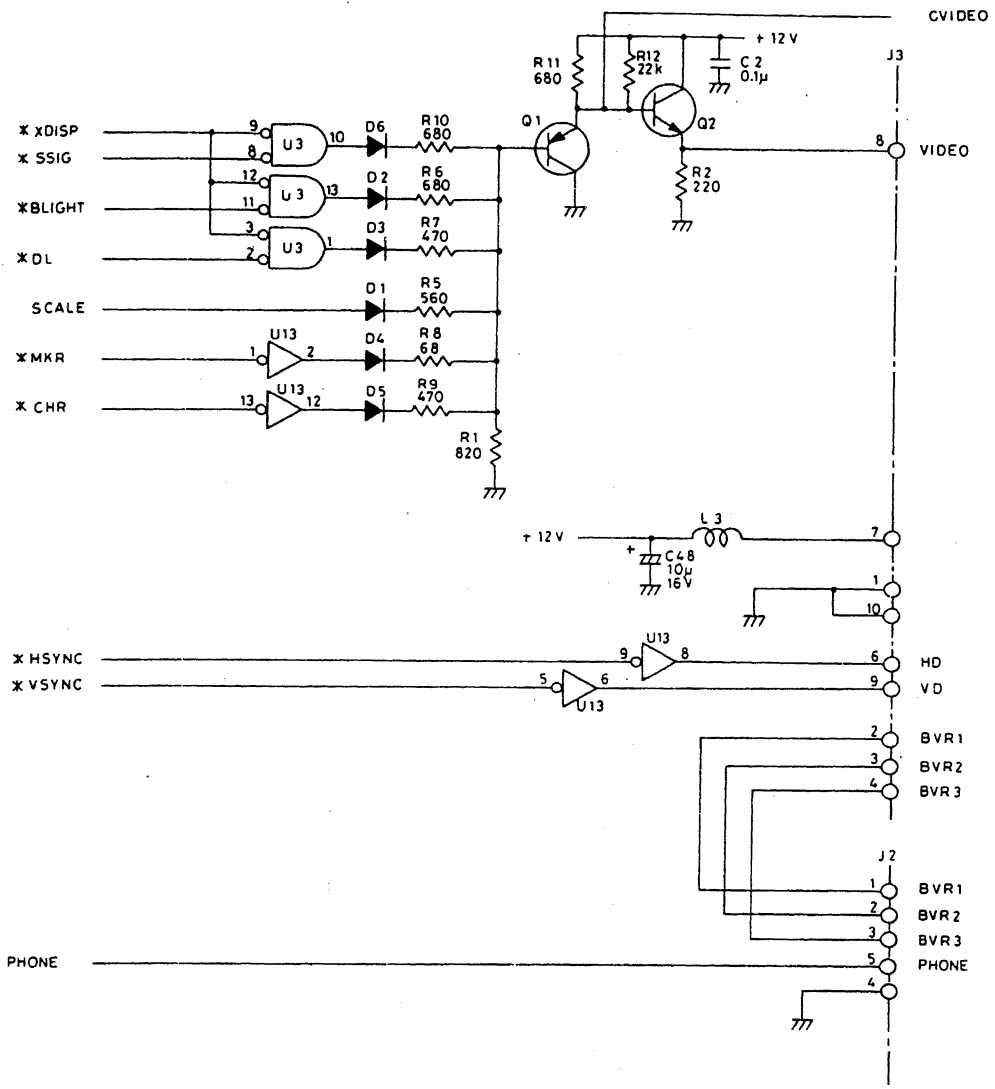 CVIDEO
+ 12 V
J3
R11
680
R12
22k
C2
0.1µ
Q1
Q2
8
VIDEO
R2
220
*XDISP
9
U3
10
D6
R10
680
*SSIG
8
12
U3
13
D2
R6
680
*BLIGHT
11
3
U3
1
D3
R7
470
*DL
2
SCALE
D1
R5
560
U13
*MKR
1
2
D4
R8
68
U13
*CHR
13
12
D5
R9
470
R1
820
L3
+ 12V
7
+
C48
10µ
16V
1
10
U13
*HSYNC
9
8
6
HD
*VSYNC
5
6
9
VD
U13
2
BVR1
3
BVR2
4
BVR3
J2
1
BVR1
2
BVR2
3
BVR3
PHONE
5
PHONE
4